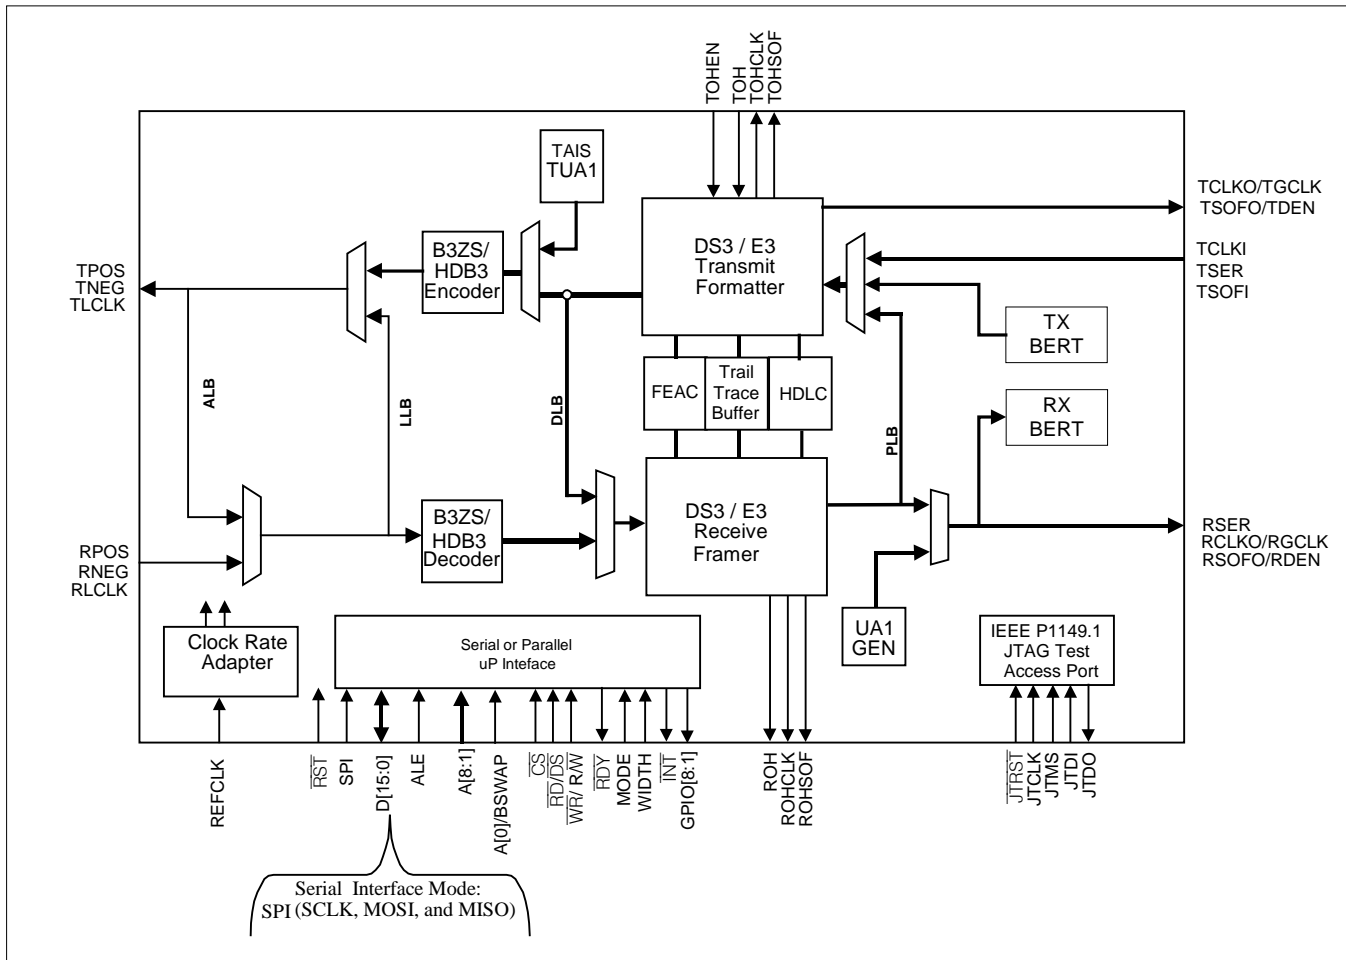 TOHEN
TOH
TOHCLK
TOHSOF
TAIS
TUA1
TCLKO/TGCLK
TSOFO/TDEN
DS3 / E3
Transmit
Formatter
B3ZS/
HDB3
Encoder
TCLKI
TSER
TSOFI
TPOS
TNEG
TLCLK
TX
BERT
ALB
LLB
DLB
FEAC
Trail
Trace
Buffer
HDLC
PLB
RX
BERT
B3ZS/
HDB3
Decoder
DS3 / E3
Receive
Framer
RSER
RCLKO/RGCLK
RSOFO/RDEN
RPOS
RNEG
RLCLK
Clock Rate
Adapter
Serial or Parallel
uP Inteface
UA1
GEN
IEEE P1149.1
JTAG Test
Access Port
REFCLK
RST
SPI
D[15:0]
ALE
A[8:1]
A[0]/BSWAP
CS
RD/DS
WR/ R/W
RDY
MODE
WIDTH
INT
GPIO[8:1]
ROH
ROHCLK
ROHSOF
JTRST
JTCLK
JTMS
JTDI
JTDO
Serial Interface Mode:
SPI (SCLK, MOSI, and MISO)